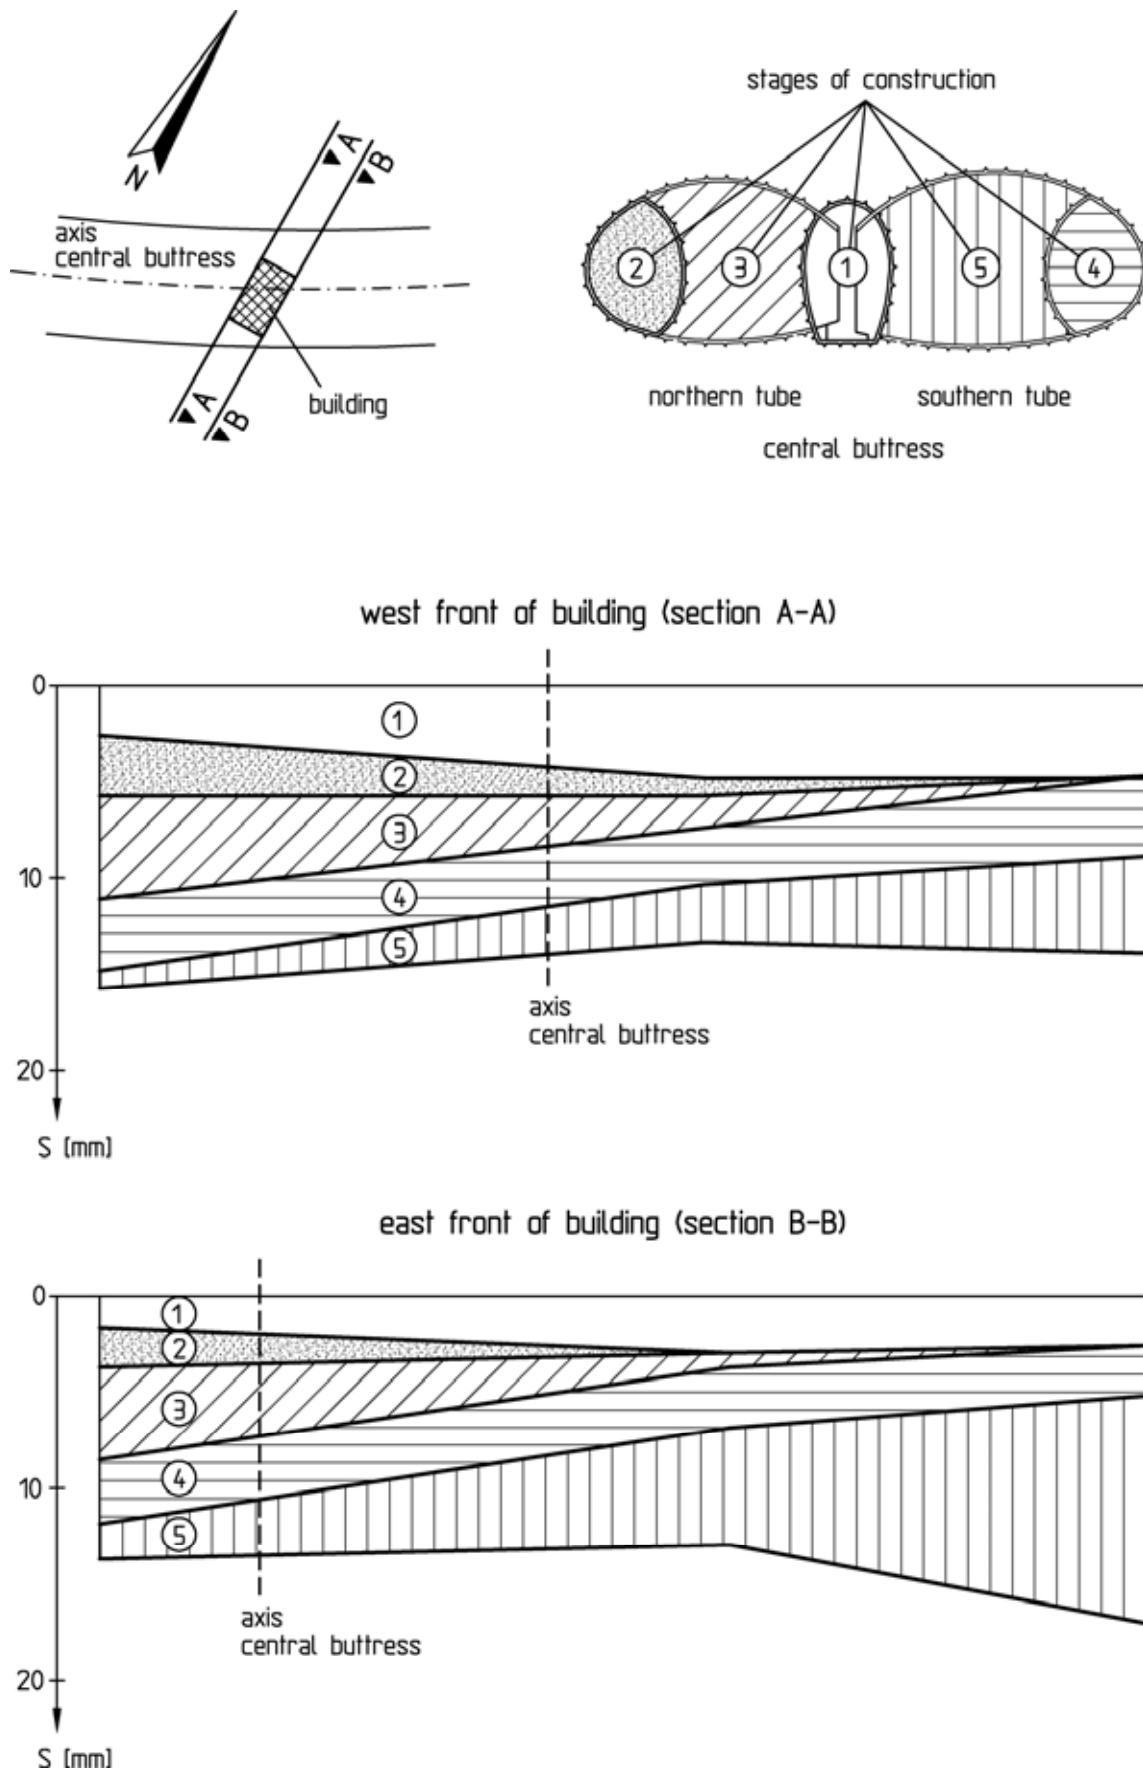 N
A
B
axis
central buttress
A
B
building
stages of construction
2
3
1
5
4
northern tube
southern tube
central buttress
west front of building (section A-A)
0
1
2
3
10
4
5
axis
central buttress
20
S [mm]
east front of building (section B-B)
0
1
2
3
10
4
5
axis
central buttress
20
S [mm]